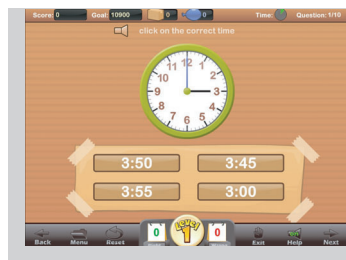 Score: 0 Goal: 10900 0 0 Time: Question: 1/10
click on the correct time
12
11 1
10 2
9 3
8 4
7 6 5
3:50 3:45
3:55 3:00
Back Menu Reset 0 LEVEL 1 0 Exit Help Next